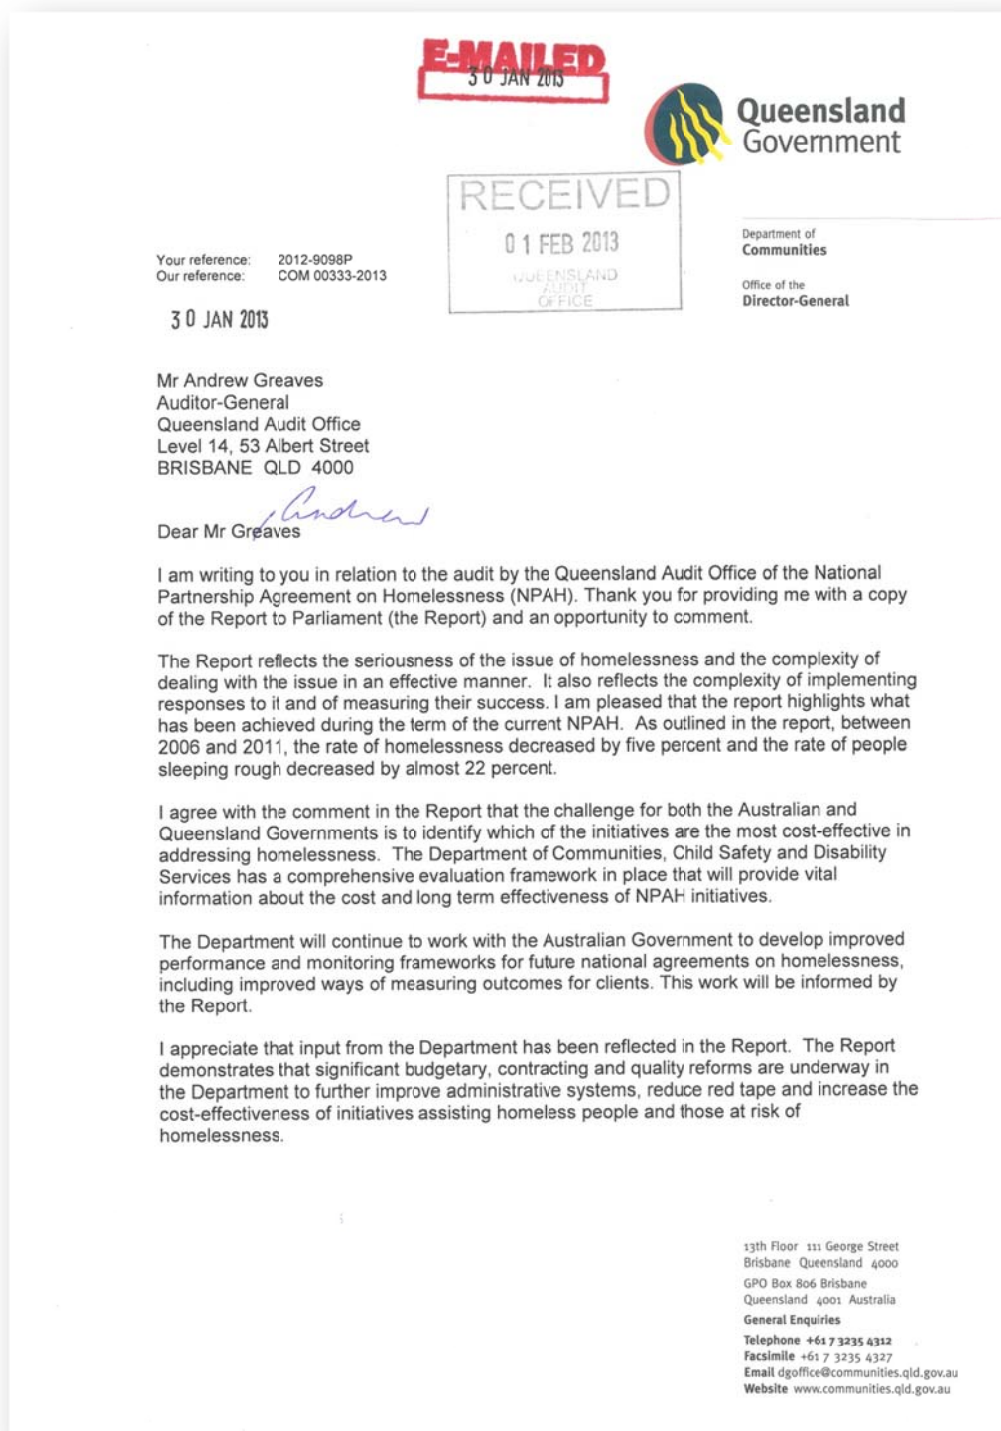 E-MAILED
30 JAN 2013
Queensland
Government
RECEIVED
01 FEB 2013
QUEENSLAND
AUDIT
OFFICE
Department of
Communities
Office of the
Director-General
Your reference: 2012-9098P
Our reference: COM 00333-2013
30 JAN 2013
Mr Andrew Greaves
Auditor-General
Queensland Audit Office
Level 14, 53 Albert Street
BRISBANE QLD 4000
Andrew
Dear Mr Greaves
I am writing to you in relation to the audit by the Queensland Audit Office of the National
Partnership Agreement on Homelessness (NPAH). Thank you for providing me with a copy
of the Report to Parliament (the Report) and an opportunity to comment.
The Report reflects the seriousness of the issue of homelessness and the complexity of
dealing with the issue in an effective manner. It also reflects the complexity of implementing
responses to it and of measuring their success. I am pleased that the report highlights what
has been achieved during the term of the current NPAH. As outlined in the report, between
2006 and 2011, the rate of homelessness decreased by five percent and the rate of people
sleeping rough decreased by almost 22 percent.
I agree with the comment in the Report that the challenge for both the Australian and
Queensland Governments is to identify which of the initiatives are the most cost-effective in
addressing homelessness. The Department of Communities, Child Safety and Disability
Services has a comprehensive evaluation framework in place that will provide vital
information about the cost and long term effectiveness of NPAH initiatives.
The Department will continue to work with the Australian Government to develop improved
performance and monitoring frameworks for future national agreements on homelessness,
including improved ways of measuring outcomes for clients. This work will be informed by
the Report.
I appreciate that input from the Department has been reflected in the Report. The Report
demonstrates that significant budgetary, contracting and quality reforms are underway in
the Department to further improve administrative systems, reduce red tape and increase the
cost-effectiveness of initiatives assisting homeless people and those at risk of
homelessness.
13th Floor 111 George Street
Brisbane Queensland 4000
GPO Box 806 Brisbane
Queensland 4001 Australia
General Enquiries
Telephone +61 7 3235 4312
Facsimile +61 7 3235 4327
Email dgoffice@communities.qld.gov.au
Website www.communities.qld.gov.au